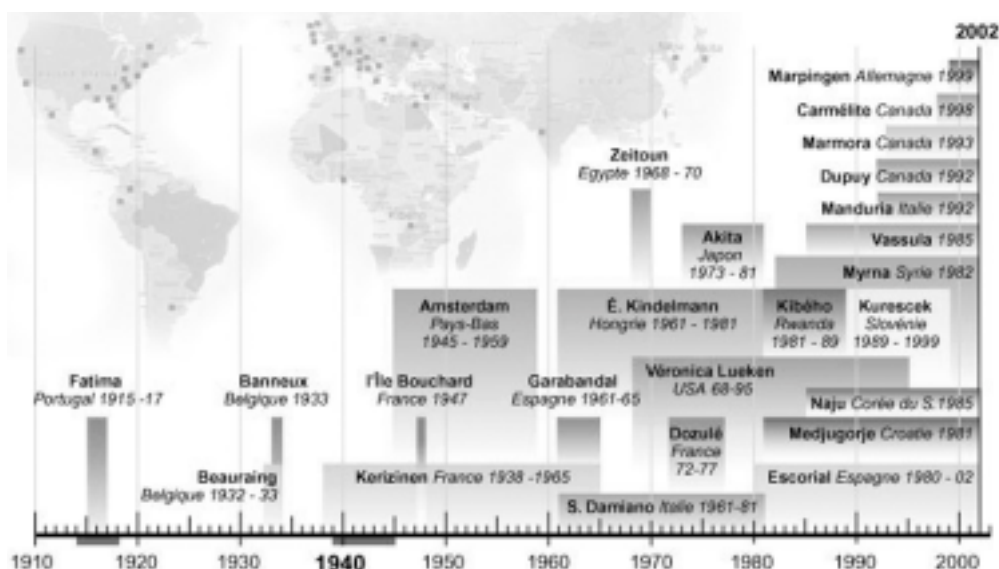 2002
Marpingen Allemagne 1999
Carmélite Canada 1998
Marmora Canada 1993
Zeitoun
Egypte 1968 - 70
Dupuy Canada 1992
Manduria Italie 1992
Akita
Japon
1973 - 81
Vassula 1985
Myrna Syrie 1982
Amsterdam
Pays-Bas
1945 - 1959
É. Kindelmann
Hongrie 1961 - 1981
Kibého
Rwanda
1981 - 89
Kurescek
Slovénie
1989 - 1999
Fatima
Portugal 1915 -17
Banneux
Belgique 1933
l'Île Bouchard
France 1947
Garabandal
Espagne 1961-65
Véronica Lueken
USA 68-95
Naju Corée du S.1985
Dozulé
France
72-77
Medjugorje Croatie 1981
Beauraing
Belgique 1932 - 33
Kerizinen France 1938 -1965
Escorial Espagne 1980 - 02
S. Damiano Italie 1961-81
1910 1920 1930 1940 1950 1960 1970 1980 1990 2000